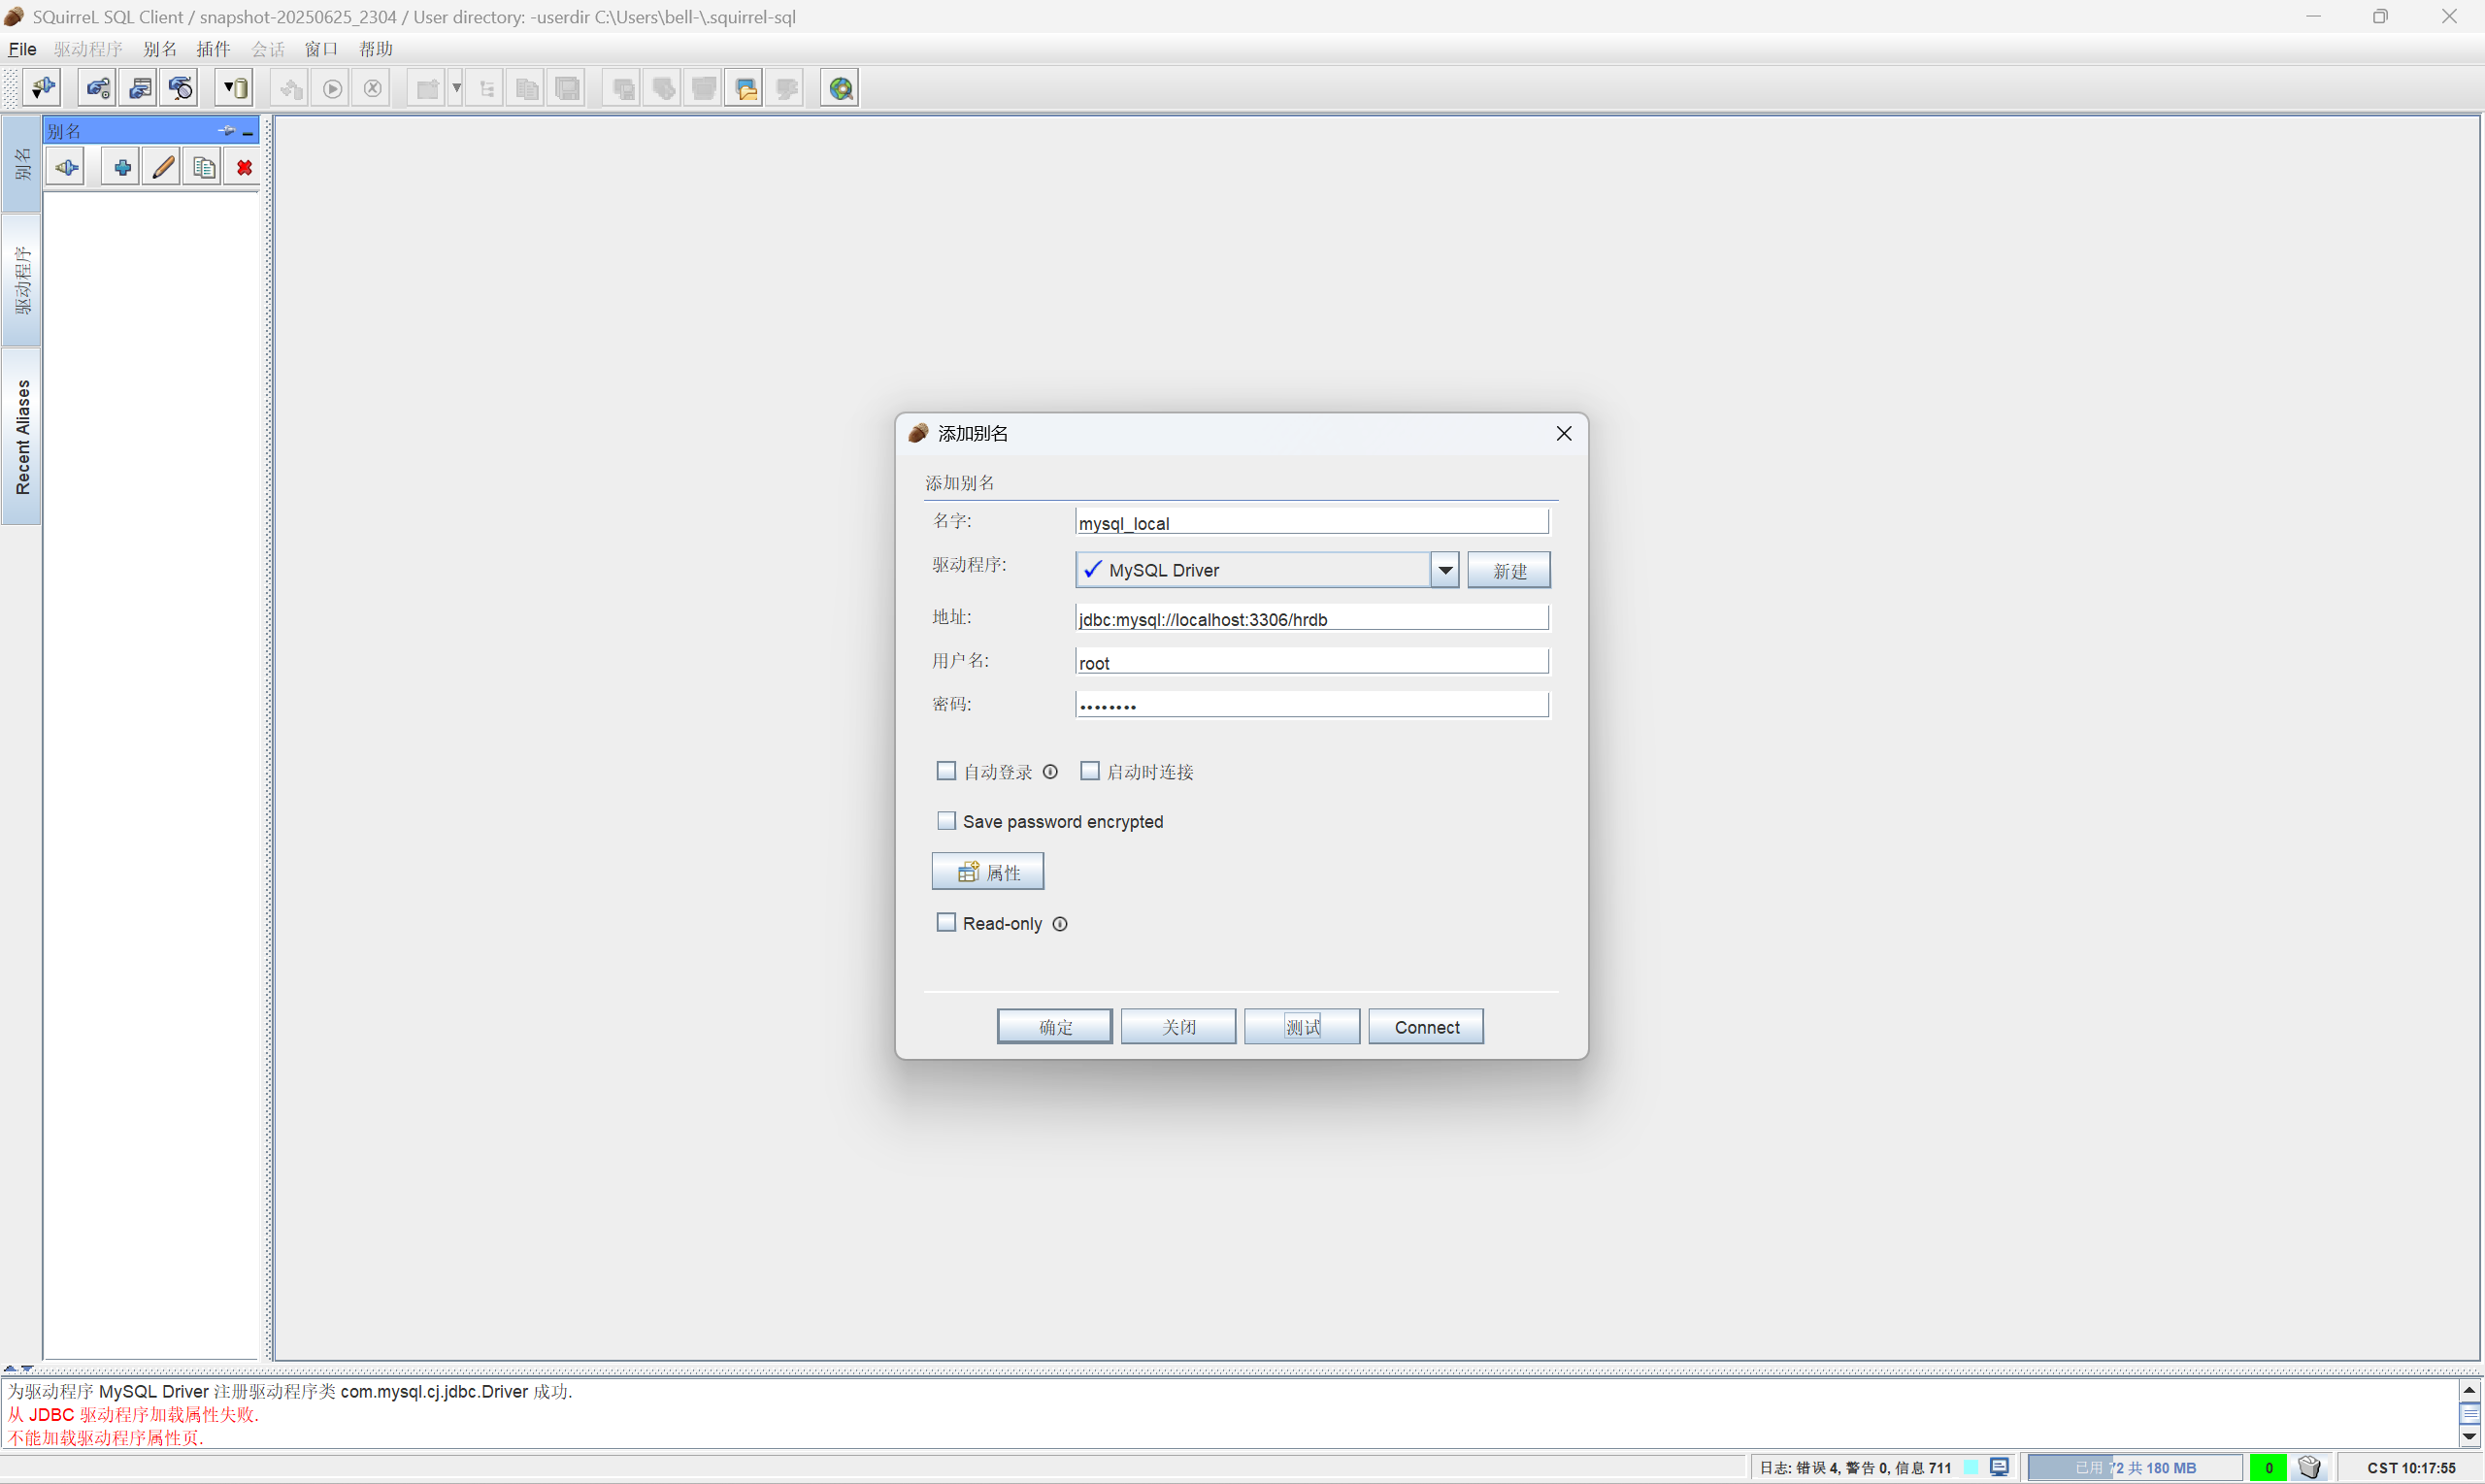 SQuirreL SQL Client / snapshot-20250625_2304 / User directory: -userdir C:\Users\bell-\.squirrel-sql
File 驱动程序 别名 插件 会话 窗口 帮助
别名
别名
驱动程序
Recent Aliases
添加别名
添加别名
名字: mysql_local
驱动程序: MySQL Driver 新建
地址: jdbc:mysql://localhost:3306/hrdb
用户名: root
密码: ••••••••
自动登录 启动时连接
Save password encrypted
属性
Read-only
确定 关闭 测试 Connect
为驱动程序 MySQL Driver 注册驱动程序类 com.mysql.cj.jdbc.Driver 成功.
从 JDBC 驱动程序加载属性失败.
不能加载驱动程序属性页.
日志: 错误 4, 警告 0, 信息 711 已用 72 共 180 MB 0 CST 10:17:55